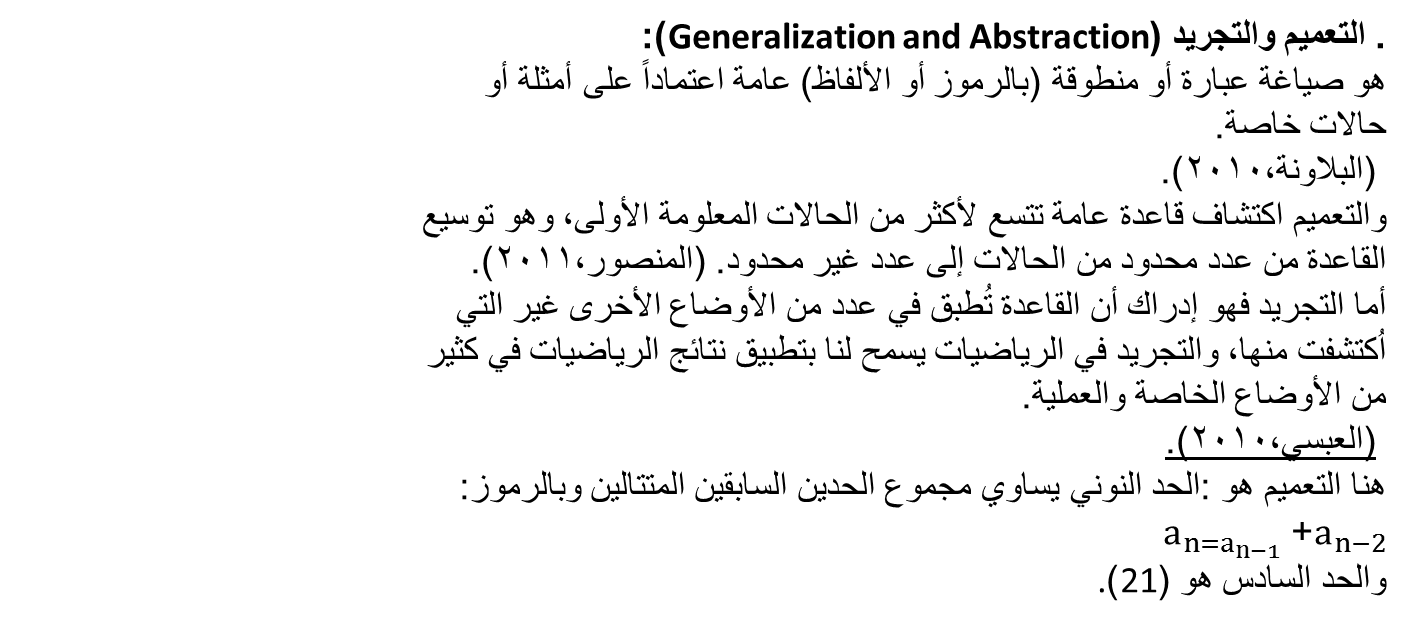 . التعميم والتجريد (Generalization and Abstraction):
هو صياغة عبارة أو منطوقة (بالرموز أو الألفاظ) عامة اعتماداً على أمثلة أو
حالات خاصة.
(البلاونة،٢٠١٠).
والتعميم اكتشاف قاعدة عامة تتسع لأكثر من الحالات المعلومة الأولى، وهو توسيع
القاعدة من عدد محدود من الحالات إلى عدد غير محدود. (المنصور،٢٠١١).
أما التجريد فهو إدراك أن القاعدة تُطبق في عدد من الأوضاع الأخرى غير التي
اُكتشفت منها، والتجريد في الرياضيات يسمح لنا بتطبيق نتائج الرياضيات في كثير
من الأوضاع الخاصة والعملية.
(العبسي،٢٠١٠).
هنا التعميم هو :الحد النوني يساوي مجموع الحدين السابقين المتتالين وبالرموز:
aₙ₌ₐₙ₋₁ +aₙ₋₂
والحد السادس هو (21).